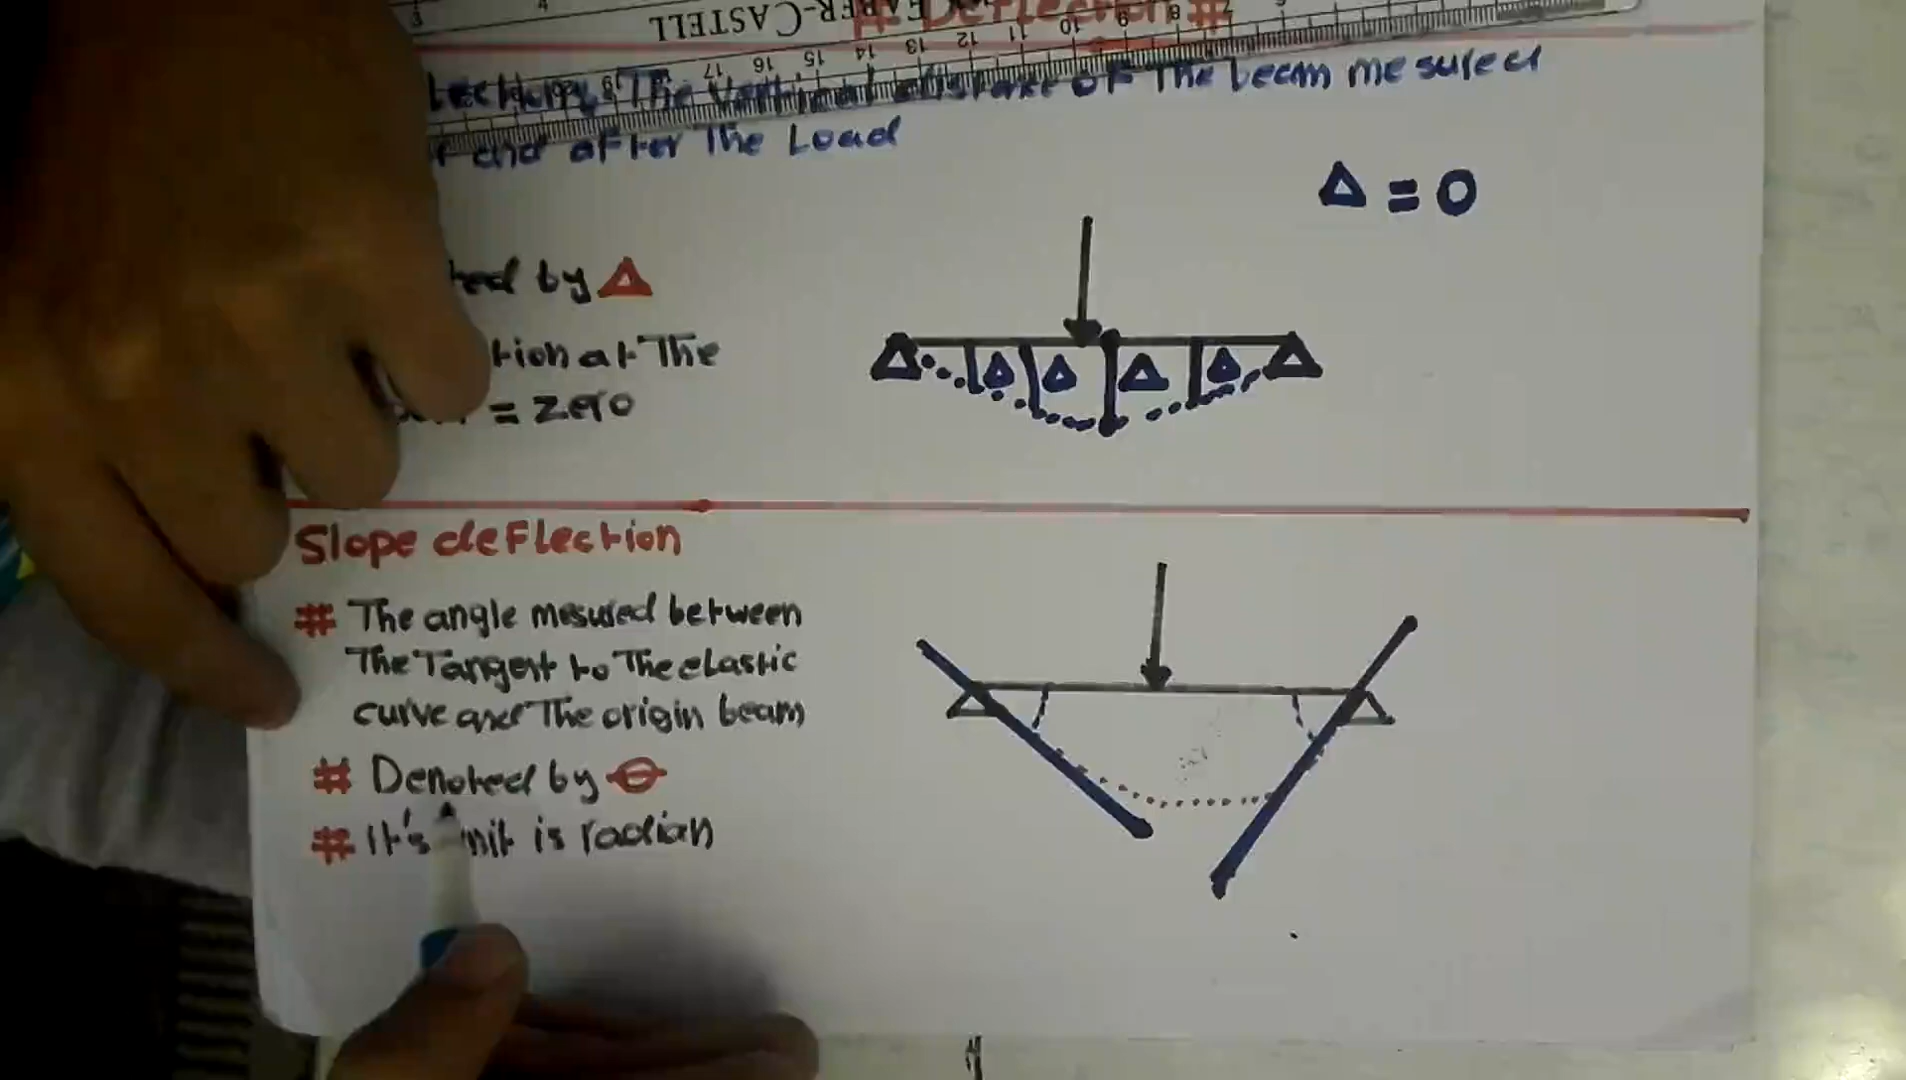 # Deflection #
FABER-CASTELL
The Vertical distance of The beam mesured
and after The Load
Δ = 0
by Δ
at The
= Zero
Δ Δ Δ Δ
Slope deflection
# The angle mesured between
The Tangent to The elastic
curve and The origin beam
# Denoted by Θ
# It's unit is radian